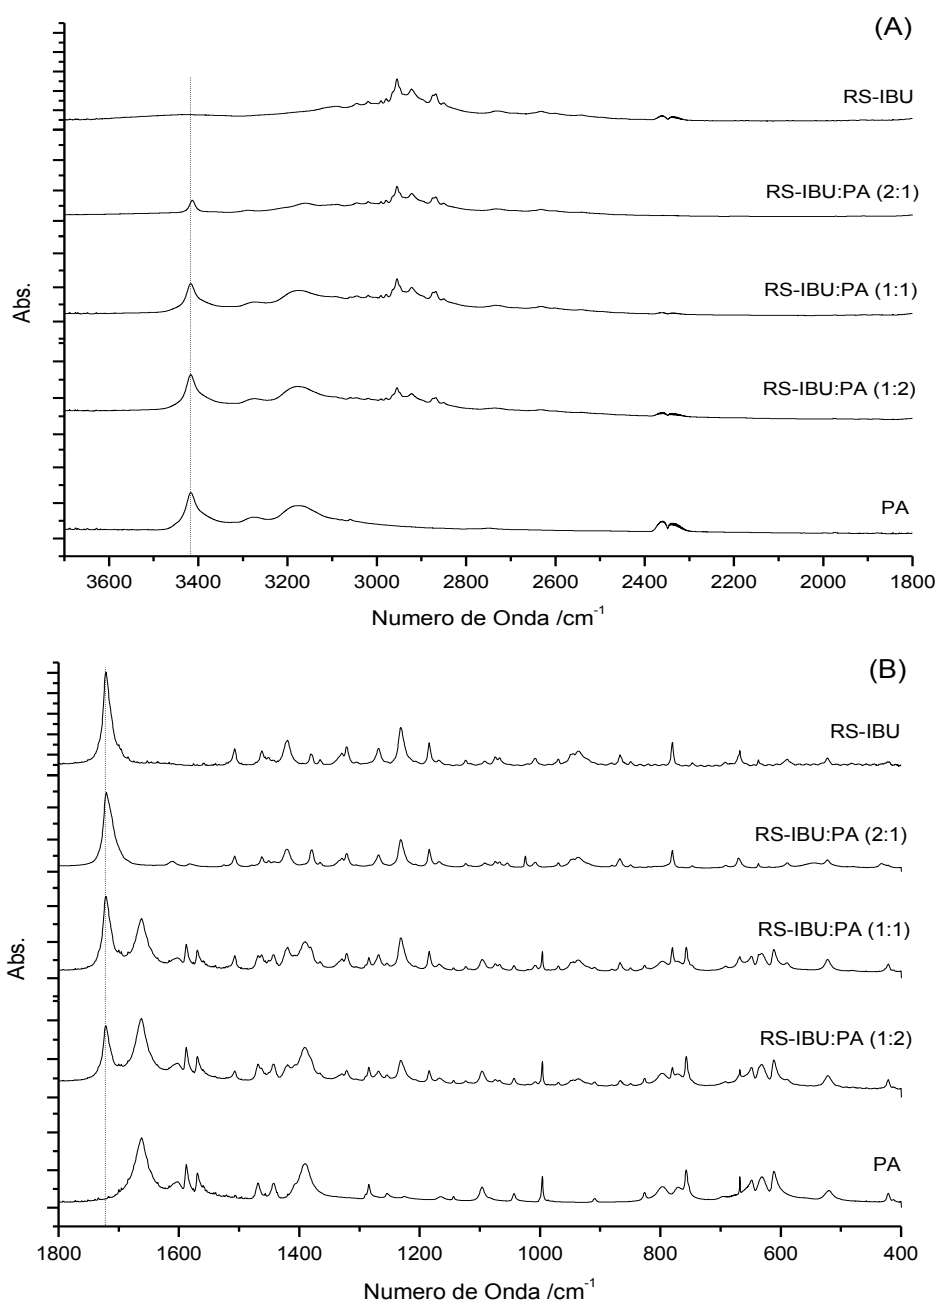 (A)
RS-IBU
RS-IBU:PA (2:1)
RS-IBU:PA (1:1)
RS-IBU:PA (1:2)
PA
Abs.
3600 3400 3200 3000 2800 2600 2400 2200 2000 1800
Numero de Onda /cm⁻¹
(B)
RS-IBU
RS-IBU:PA (2:1)
RS-IBU:PA (1:1)
RS-IBU:PA (1:2)
PA
Abs.
1800 1600 1400 1200 1000 800 600 400
Numero de Onda /cm⁻¹